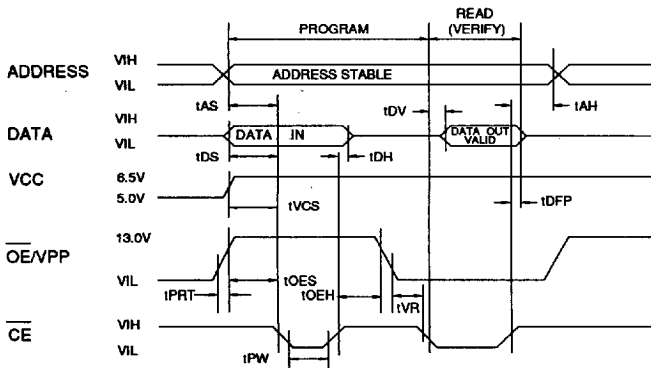 PROGRAM
READ
(VERIFY)
ADDRESS
VIH
VIL
ADDRESS STABLE
tAS
tDV
tAH
DATA
VIH
VIL
DATA IN
DATA OUT
VALID
tDS
tDH
VCC
6.5V
5.0V
tVCS
tDFP
OE/VPP
13.0V
VIL
tPRT
tOES
tOEH
tVR
CE
VIH
VIL
tPW